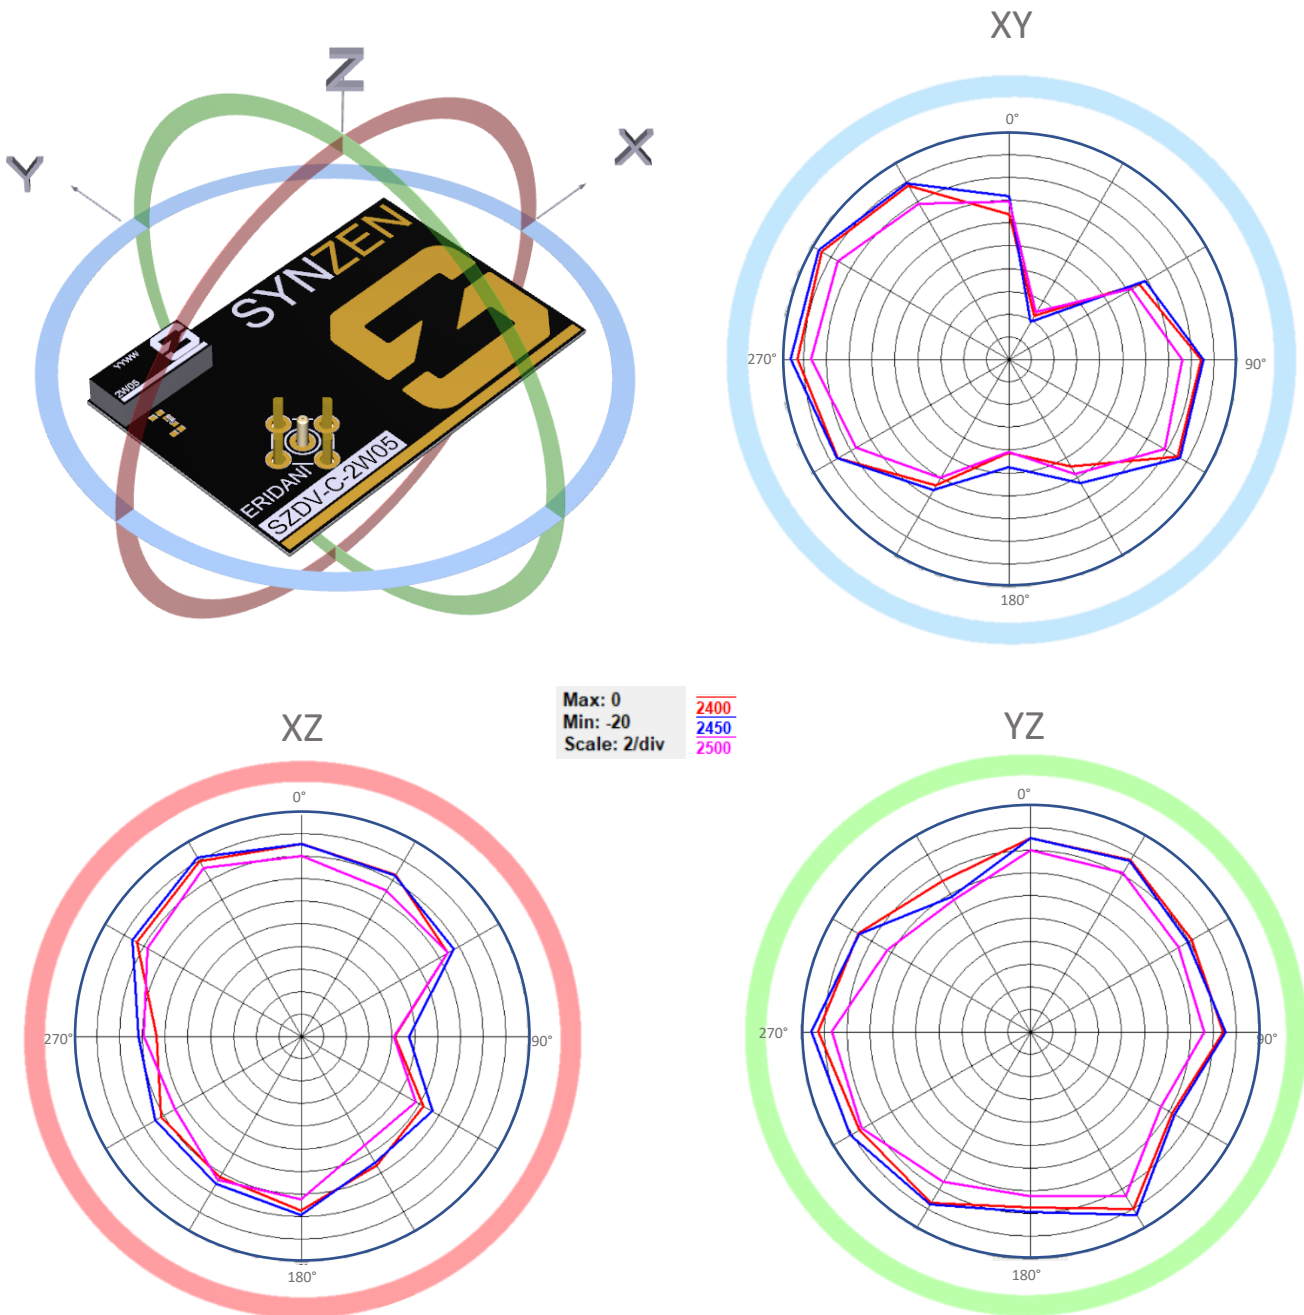 XY
Z
Y
X
SYNZEN
YYWW
2W05
ERIDANI
SZDV-C-2W05
0°
270°
90°
180°
Max: 0
Min: -20
Scale: 2/div
2400
2450
2500
XZ
0°
270°
90°
180°
YZ
0°
270°
90°
180°